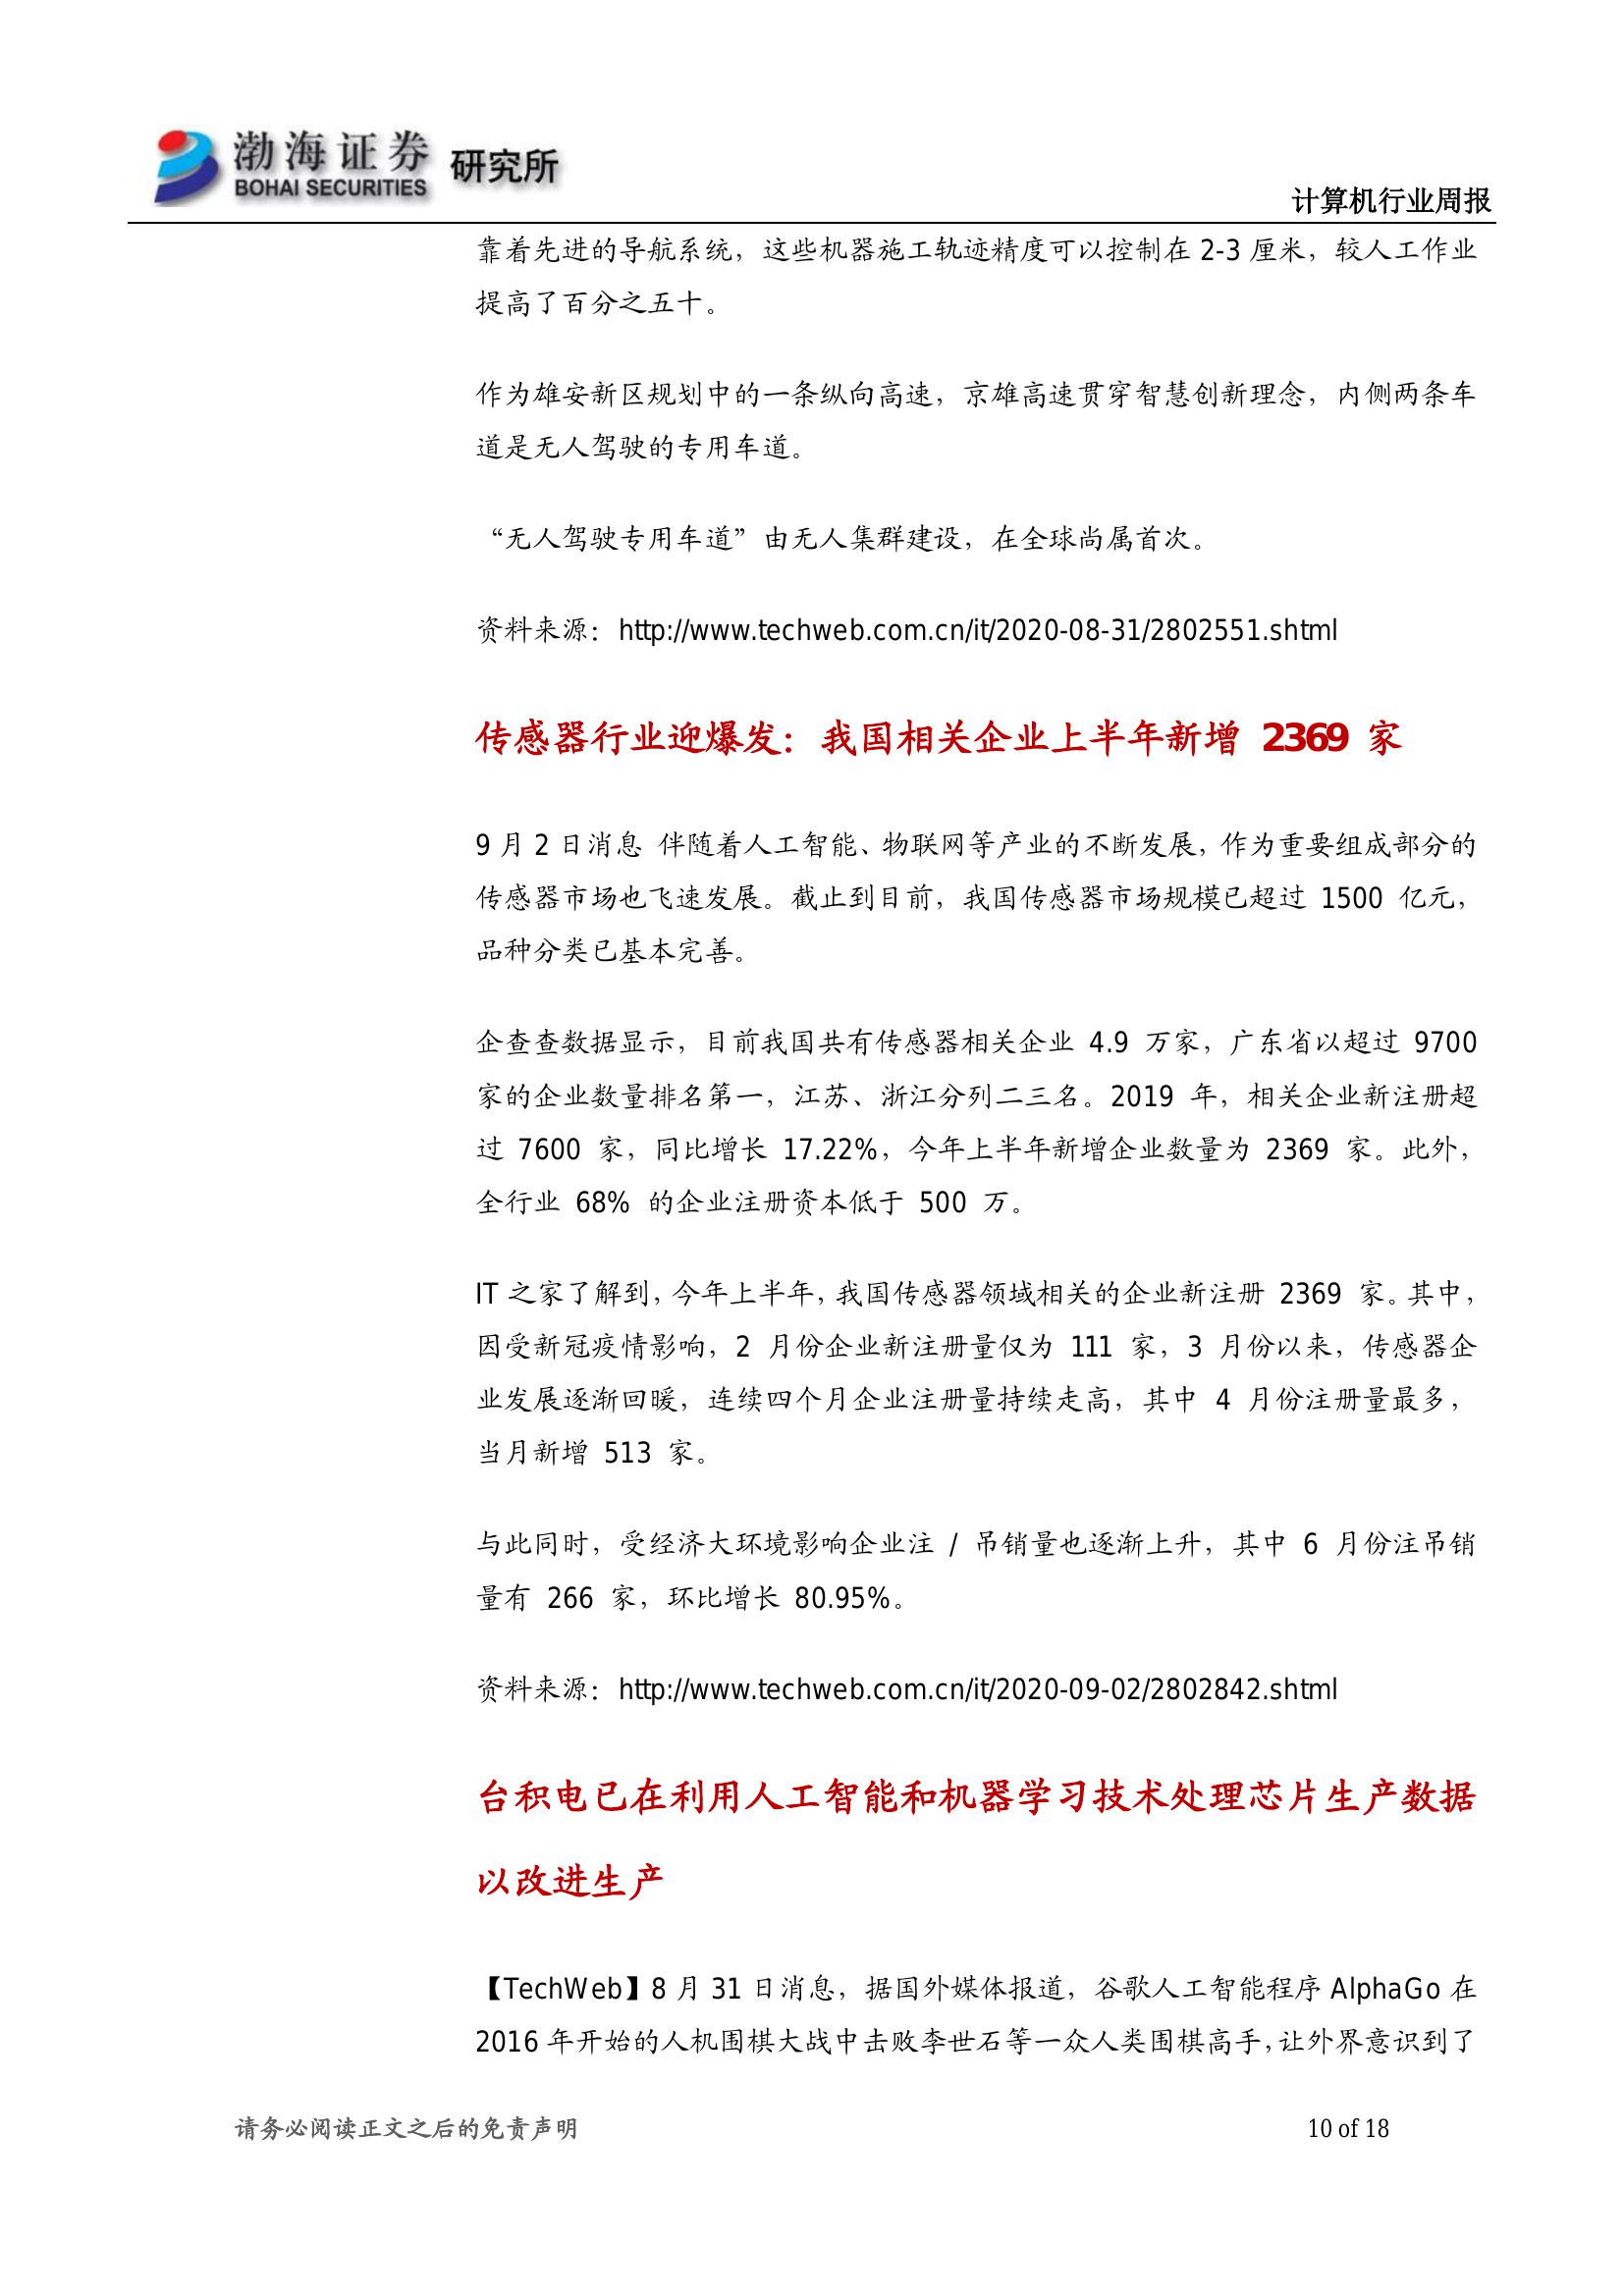 渤海证券 研究所
BOHAI SECURITIES
计算机行业周报
靠着先进的导航系统，这些机器施工轨迹精度可以控制在 2-3 厘米，较人工作业
提高了百分之五十。
作为雄安新区规划中的一条纵向高速，京雄高速贯穿智慧创新理念，内侧两条车
道是无人驾驶的专用车道。
“无人驾驶专用车道”由无人集群建设，在全球尚属首次。
资料来源：http://www.techweb.com.cn/it/2020-08-31/2802551.shtml
传感器行业迎爆发：我国相关企业上半年新增 2369 家
9 月 2 日消息 伴随着人工智能、物联网等产业的不断发展，作为重要组成部分的
传感器市场也飞速发展。截止到目前，我国传感器市场规模已超过 1500 亿元，
品种分类已基本完善。
企查查数据显示，目前我国共有传感器相关企业 4.9 万家，广东省以超过 9700
家的企业数量排名第一，江苏、浙江分列二三名。2019 年，相关企业新注册超
过 7600 家，同比增长 17.22%，今年上半年新增企业数量为 2369 家。此外，
全行业 68% 的企业注册资本低于 500 万。
IT 之家了解到，今年上半年，我国传感器领域相关的企业新注册 2369 家。其中，
因受新冠疫情影响，2 月份企业新注册量仅为 111 家，3 月份以来，传感器企
业发展逐渐回暖，连续四个月企业注册量持续走高，其中 4 月份注册量最多，
当月新增 513 家。
与此同时，受经济大环境影响企业注 / 吊销量也逐渐上升，其中 6 月份注吊销
量有 266 家，环比增长 80.95%。
资料来源：http://www.techweb.com.cn/it/2020-09-02/2802842.shtml
台积电已在利用人工智能和机器学习技术处理芯片生产数据
以改进生产
【TechWeb】8 月 31 日消息，据国外媒体报道，谷歌人工智能程序 AlphaGo 在
2016 年开始的人机围棋大战中击败李世石等一众人类围棋高手，让外界意识到了
请务必阅读正文之后的免责声明
10 of 18